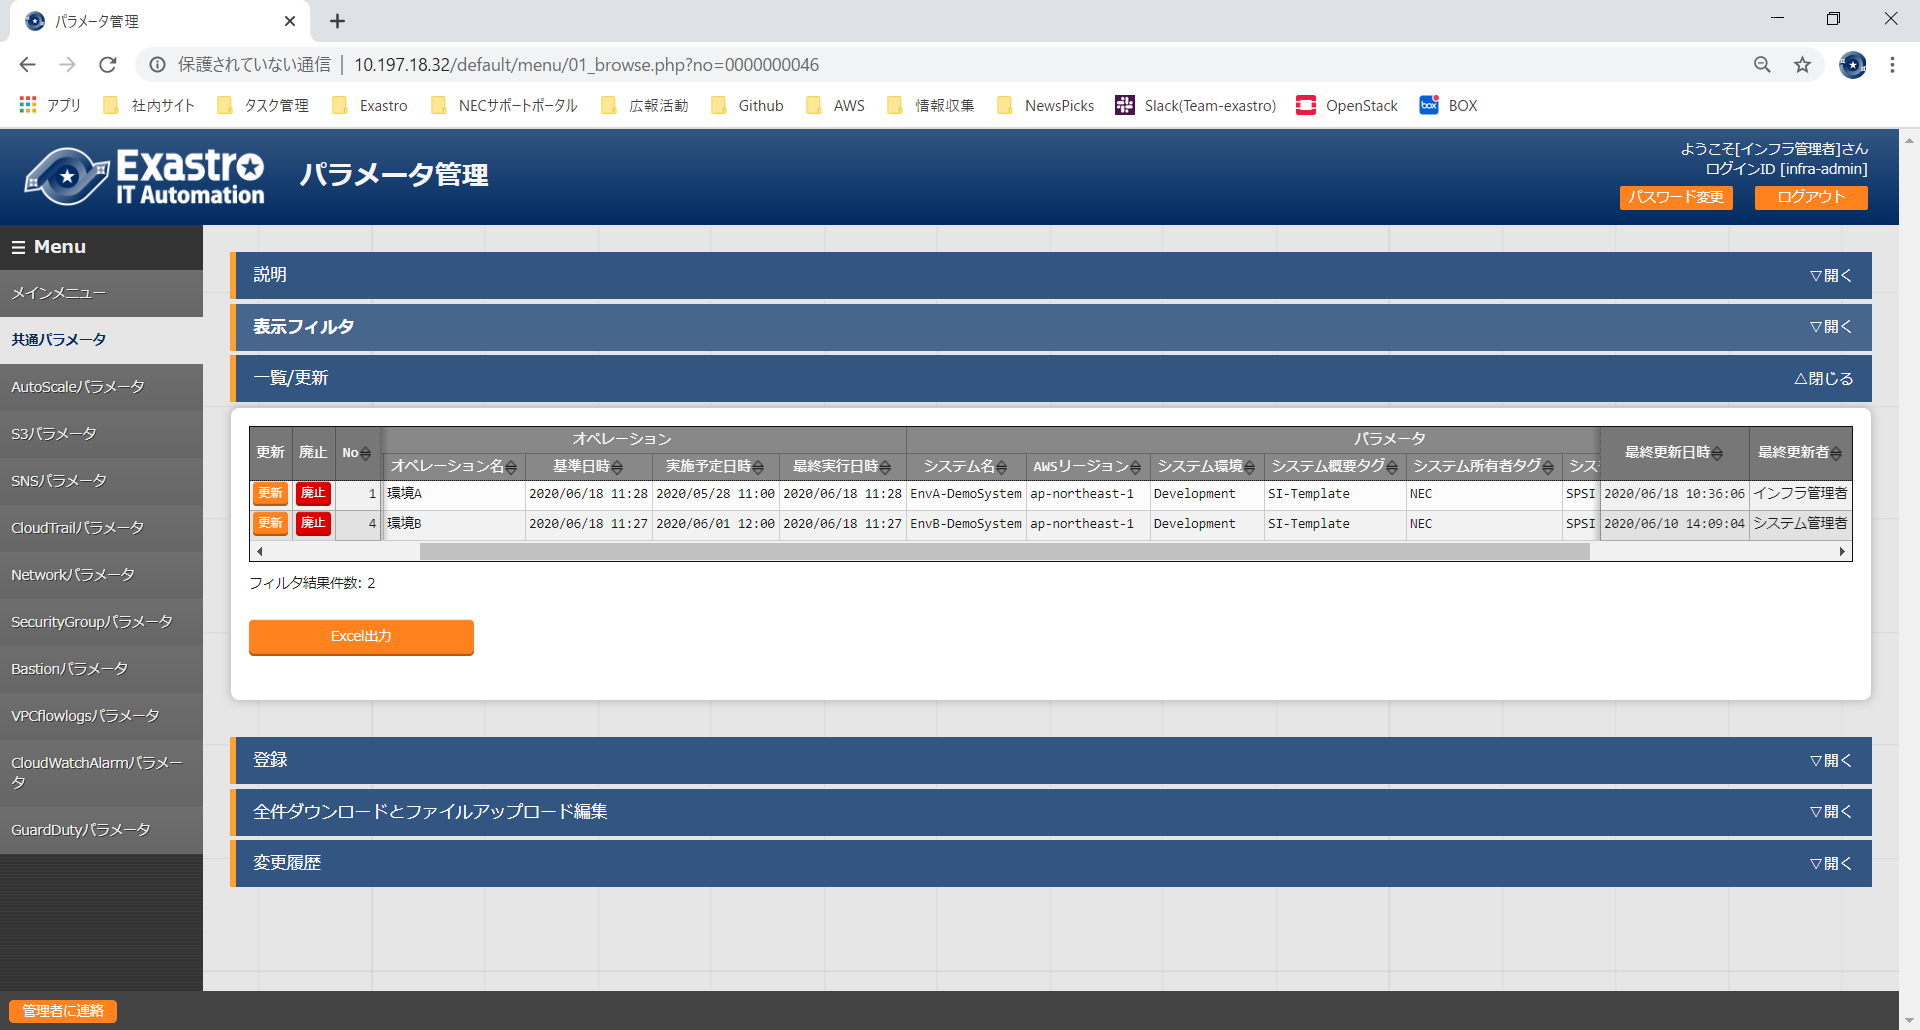 パラメータ管理
保護されていない通信 | 10.197.18.32/default/menu/01_browse.php?no=0000000046
アプリ 社内サイト タスク管理 Exastro NECサポートポータル 広報活動 Github AWS 情報収集 NewsPicks Slack(Team-exastro) OpenStack BOX
Exastro
IT Automation
パラメータ管理
ようこそ[インフラ管理者]さん
ログインID [infra-admin]
パスワード変更 ログアウト
Menu
メインメニュー
共通パラメータ
AutoScaleパラメータ
S3パラメータ
SNSパラメータ
CloudTrailパラメータ
Networkパラメータ
SecurityGroupパラメータ
Bastionパラメータ
VPCflowlogsパラメータ
CloudWatchAlarmパラメー
タ
GuardDutyパラメータ
説明 ▽開く
表示フィルタ ▽開く
一覧/更新 △閉じる
オペレーション パラメータ
更新 廃止 No オペレーション名 基準日時 実施予定日時 最終実行日時 システム名 AWSリージョン システム環境 システム概要タグ システム所有者タグ シス 最終更新日時 最終更新者
更新 廃止 1 環境A 2020/06/18 11:28 2020/05/28 11:00 2020/06/18 11:28 EnvA-DemoSystem ap-northeast-1 Development SI-Template NEC SPSI 2020/06/18 10:36:06 インフラ管理者
更新 廃止 4 環境B 2020/06/18 11:27 2020/06/01 12:00 2020/06/18 11:27 EnvB-DemoSystem ap-northeast-1 Development SI-Template NEC SPSI 2020/06/10 14:09:04 システム管理者
フィルタ結果件数: 2
Excel出力
登録 ▽開く
全件ダウンロードとファイルアップロード編集 ▽開く
変更履歴 ▽開く
管理者に連絡